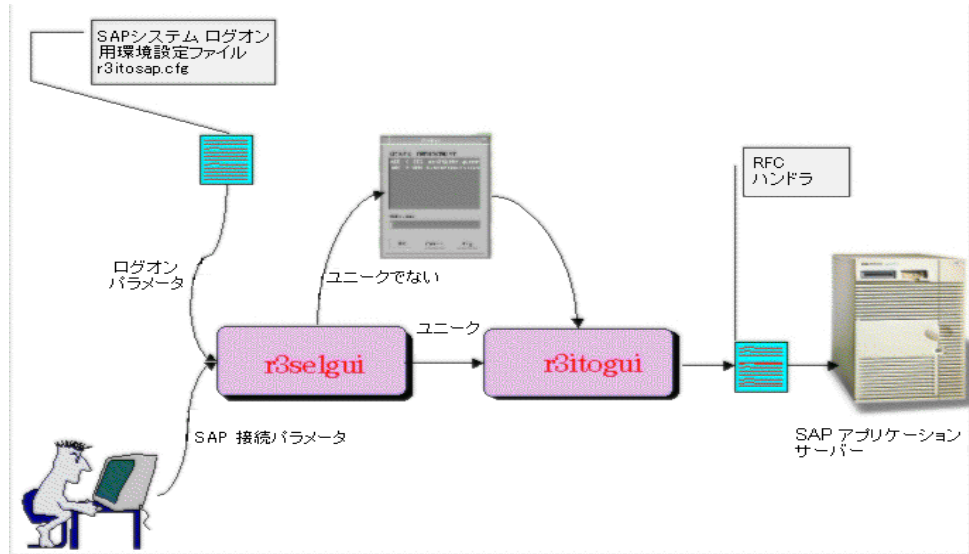 SAPシステム ログオン
用環境設定ファイル
r3itosap.cfg
RFC
ハンドラ
ログオン
パラメータ
ユニークでない
ユニーク
r3selgui
r3itogui
SAP 接続パラメータ
SAP アプリケーション
サーバー